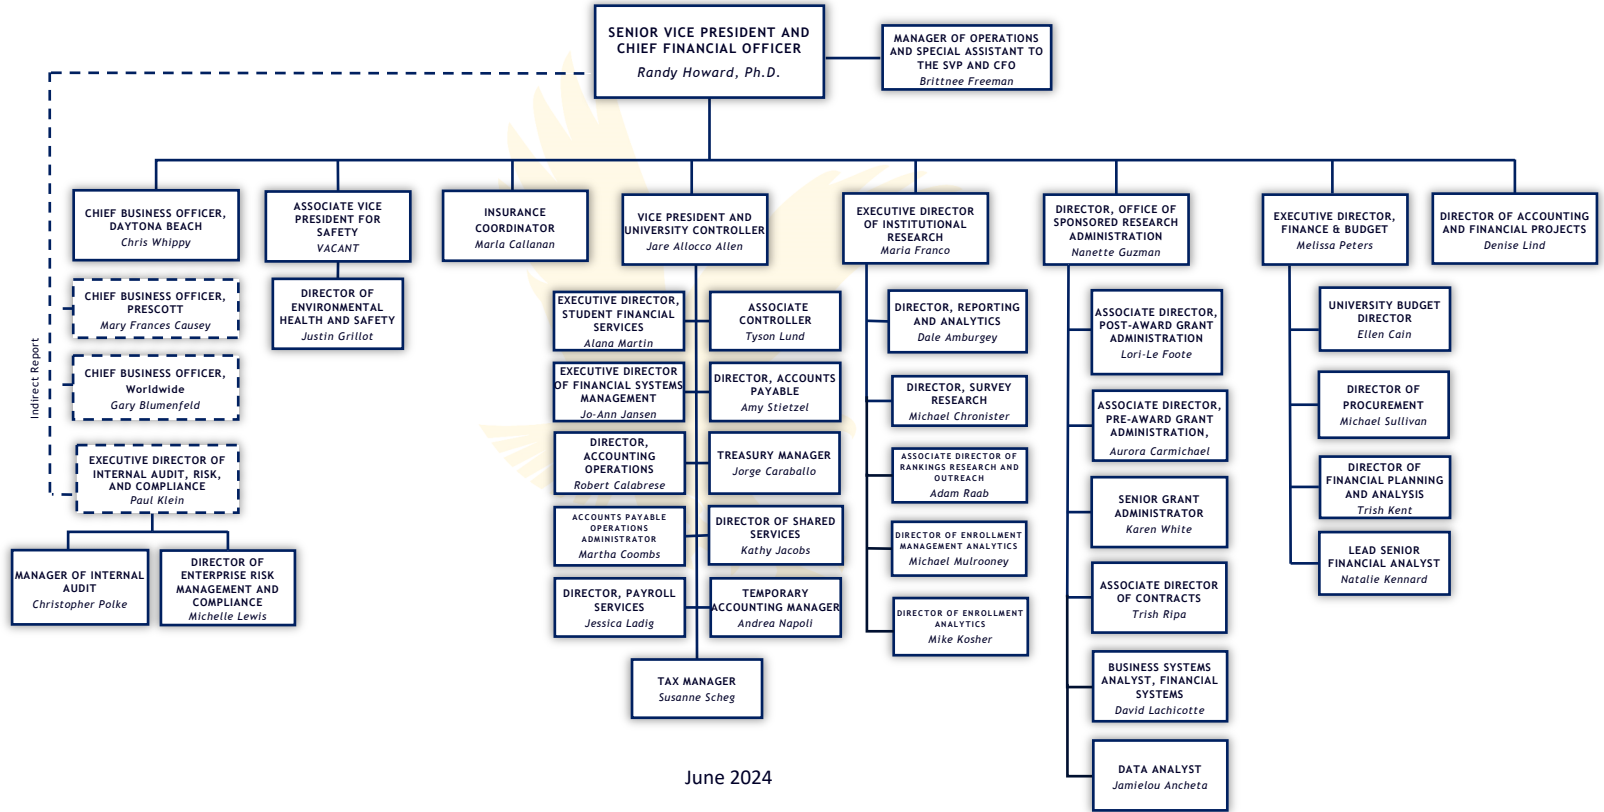 SENIOR VICE PRESIDENT AND
CHIEF FINANCIAL OFFICER
Randy Howard, Ph.D.
MANAGER OF OPERATIONS
AND SPECIAL ASSISTANT TO
THE SVP AND CFO
Brittnee Freeman
Indirect Report
CHIEF BUSINESS OFFICER,
DAYTONA BEACH
Chris Whippy
CHIEF BUSINESS OFFICER,
PRESCOTT
Mary Frances Causey
CHIEF BUSINESS OFFICER,
Worldwide
Gary Blumenfeld
EXECUTIVE DIRECTOR OF
INTERNAL AUDIT, RISK,
AND COMPLIANCE
Paul Klein
MANAGER OF INTERNAL
AUDIT
Christopher Polke
DIRECTOR OF
ENTERPRISE RISK
MANAGEMENT AND
COMPLIANCE
Michelle Lewis
ASSOCIATE VICE
PRESIDENT FOR
SAFETY
VACANT
DIRECTOR OF
ENVIRONMENTAL
HEALTH AND SAFETY
Justin Grillot
INSURANCE
COORDINATOR
Marla Callanan
VICE PRESIDENT AND
UNIVERSITY CONTROLLER
Jare Allocco Allen
EXECUTIVE DIRECTOR,
STUDENT FINANCIAL
SERVICES
Alana Martin
ASSOCIATE
CONTROLLER
Tyson Lund
EXECUTIVE DIRECTOR
OF FINANCIAL SYSTEMS
MANAGEMENT
Jo-Ann Jansen
DIRECTOR, ACCOUNTS
PAYABLE
Amy Stietzel
DIRECTOR,
ACCOUNTING
OPERATIONS
Robert Calabrese
TREASURY MANAGER
Jorge Caraballo
ACCOUNTS PAYABLE
OPERATIONS
ADMINISTRATOR
Martha Coombs
DIRECTOR OF SHARED
SERVICES
Kathy Jacobs
DIRECTOR, PAYROLL
SERVICES
Jessica Ladig
TEMPORARY
ACCOUNTING MANAGER
Andrea Napoli
TAX MANAGER
Susanne Scheg
EXECUTIVE DIRECTOR
OF INSTITUTIONAL
RESEARCH
Maria Franco
DIRECTOR, REPORTING
AND ANALYTICS
Dale Amburgey
DIRECTOR, SURVEY
RESEARCH
Michael Chronister
ASSOCIATE DIRECTOR OF
RANKINGS RESEARCH AND
OUTREACH
Adam Raab
DIRECTOR OF ENROLLMENT
MANAGEMENT ANALYTICS
Michael Mulrooney
DIRECTOR OF ENROLLMENT
ANALYTICS
Mike Kosher
DIRECTOR, OFFICE OF
SPONSORED RESEARCH
ADMINISTRATION
Nanette Guzman
ASSOCIATE DIRECTOR,
POST-AWARD GRANT
ADMINISTRATION
Lori-Le Foote
ASSOCIATE DIRECTOR,
PRE-AWARD GRANT
ADMINISTRATION,
Aurora Carmichael
SENIOR GRANT
ADMINISTRATOR
Karen White
ASSOCIATE DIRECTOR
OF CONTRACTS
Trish Ripa
BUSINESS SYSTEMS
ANALYST, FINANCIAL
SYSTEMS
David Lachicotte
DATA ANALYST
Jamielou Ancheta
EXECUTIVE DIRECTOR,
FINANCE & BUDGET
Melissa Peters
UNIVERSITY BUDGET
DIRECTOR
Ellen Cain
DIRECTOR OF
PROCUREMENT
Michael Sullivan
DIRECTOR OF
FINANCIAL PLANNING
AND ANALYSIS
Trish Kent
LEAD SENIOR
FINANCIAL ANALYST
Natalie Kennard
DIRECTOR OF ACCOUNTING
AND FINANCIAL PROJECTS
Denise Lind
June 2024